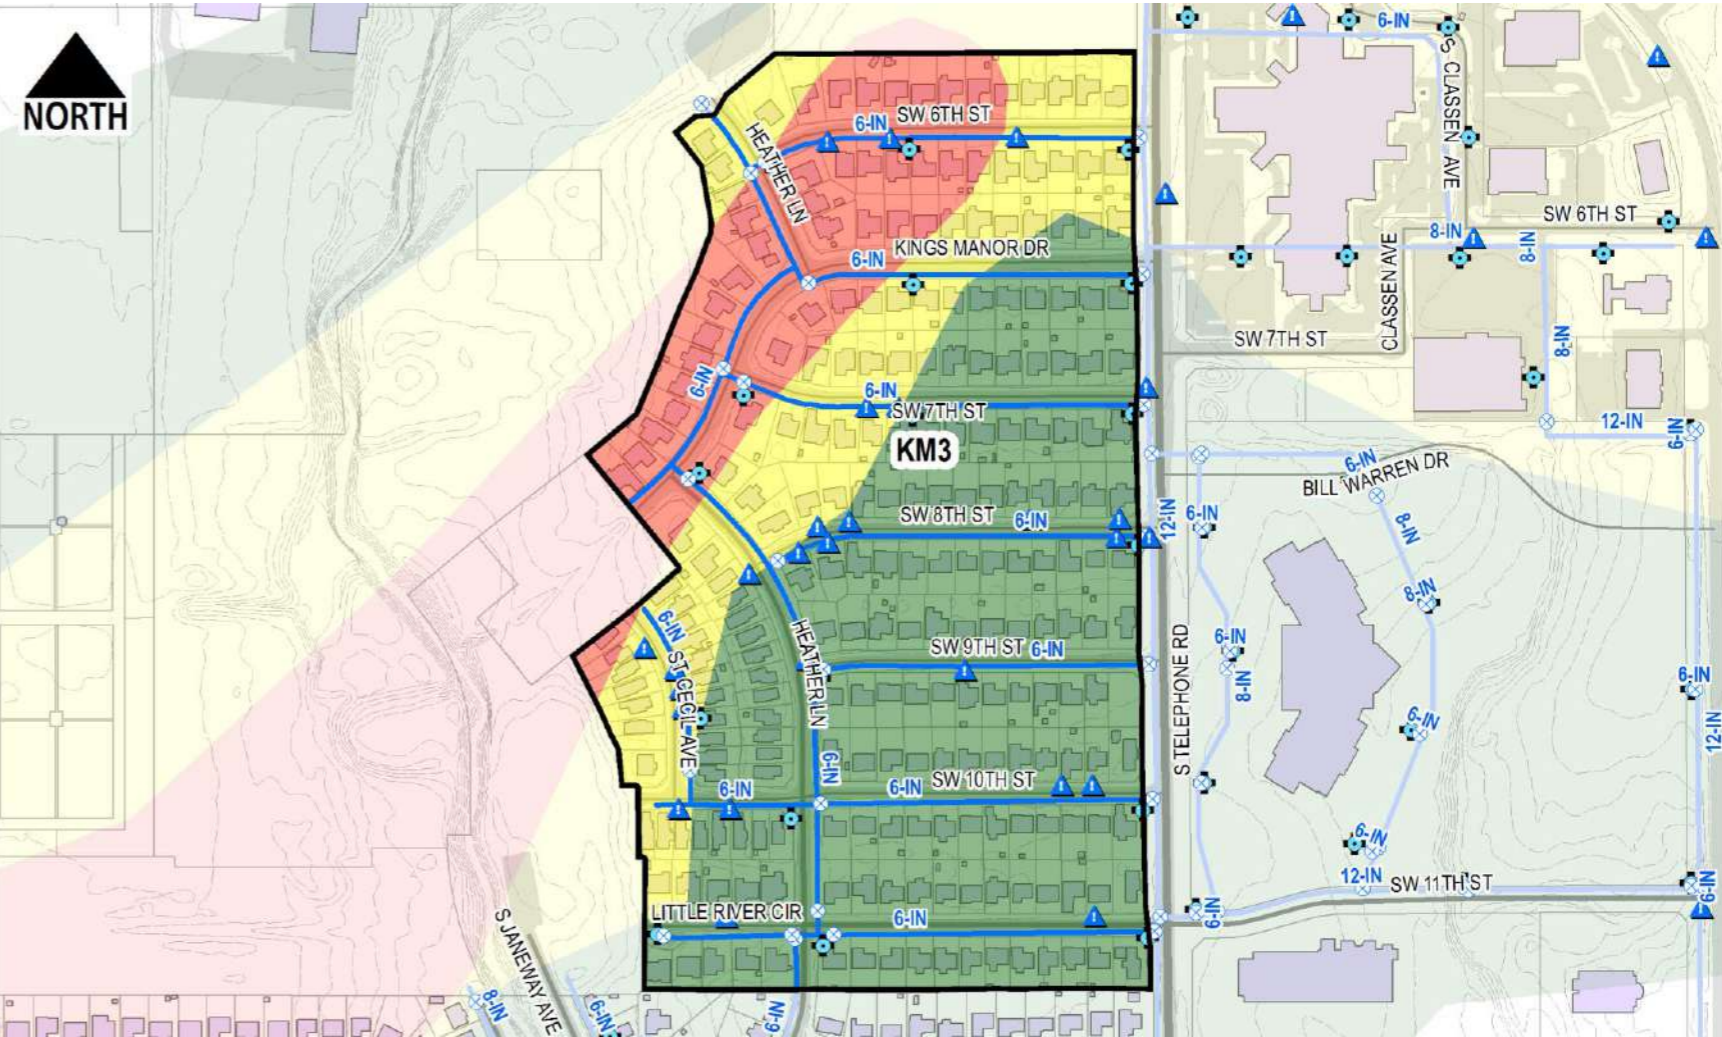 NORTH
6-IN
S CLASSEN AVE
SW 6TH ST
6-IN
HEATHER LN
SW 6TH ST
8-IN
8-IN
KINGS MANOR DR
6-IN
CLASSEN AVE
SW 7TH ST
8-IN
6-IN
6-IN
SW 7TH ST
12-IN
6-IN
KM3
6-IN
BILL WARREN DR
SW 8TH ST
6-IN
12-IN
6-IN
8-IN
8-IN
6-IN
ST CECIL AVE
HEATHER LN
SW 9TH ST
6-IN
S TELEPHONE RD
6-IN
8-IN
6-IN
6-IN
12-IN
6-IN
6-IN
6-IN
SW 10TH ST
6-IN
12-IN
SW 11TH ST
6-IN
6-IN
LITTLE RIVER CIR
6-IN
S JANEWAY AVE
8-IN
6-IN
6-IN